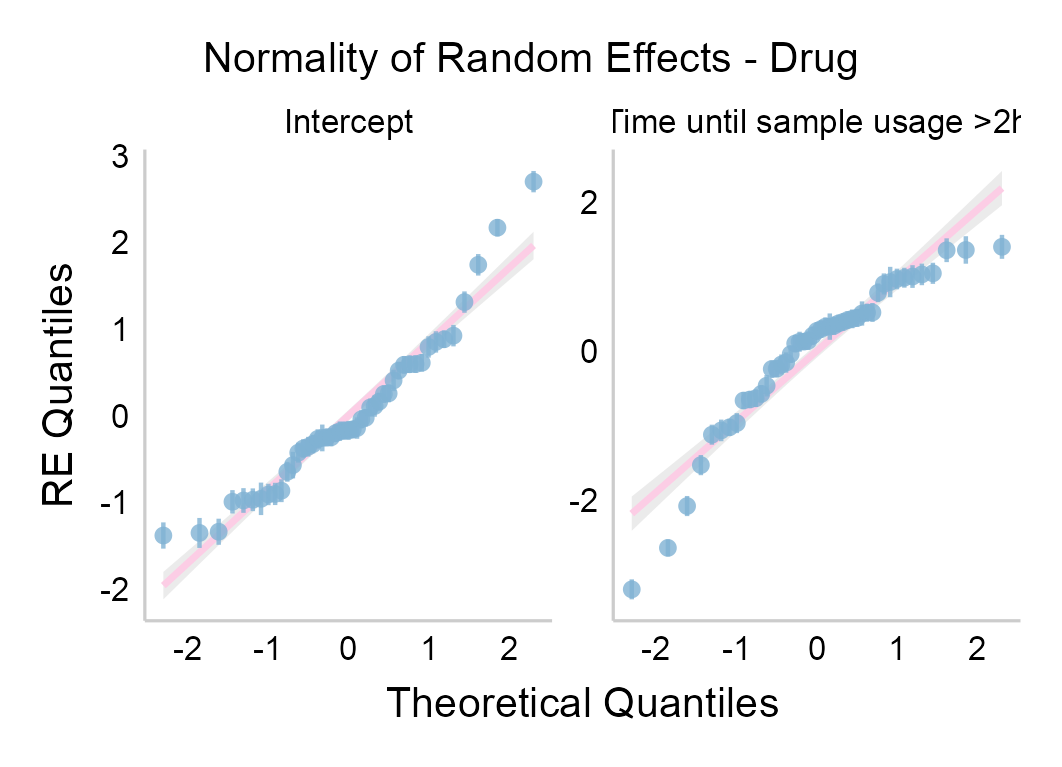 Normality of Random Effects - Drug
Intercept
Time until sample usage >2h
3
2
1
0
-1
-2
2
0
-2
RE Quantiles
-2 -1 0 1 2
-2 -1 0 1 2
Theoretical Quantiles